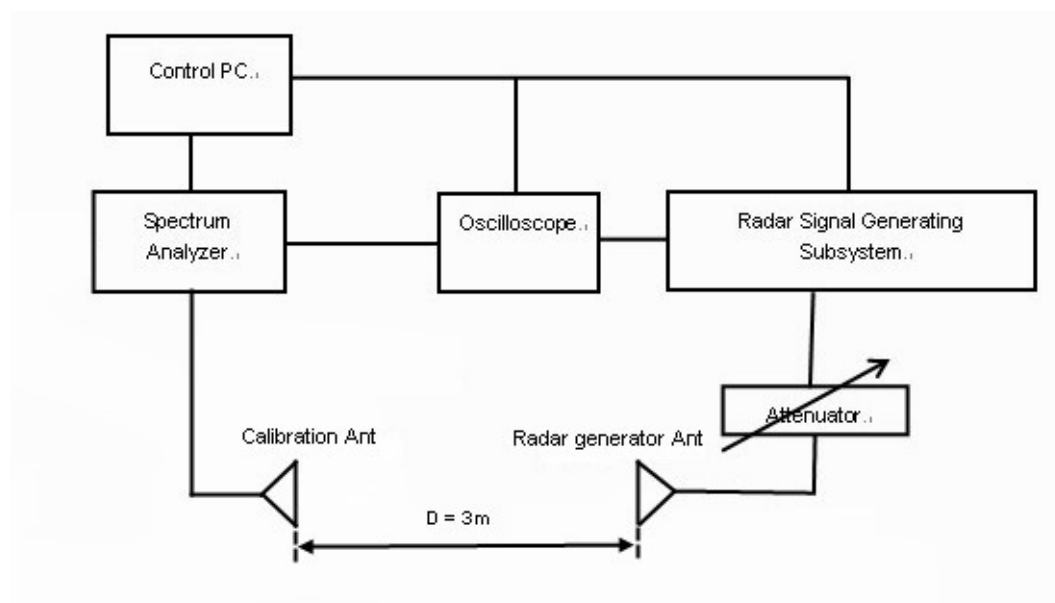 Control PC.
Spectrum
Analyzer.
Oscilloscope.
Radar Signal Generating
Subsystem.
Attenuator.
Calibration Ant
Radar generator Ant
D = 3m